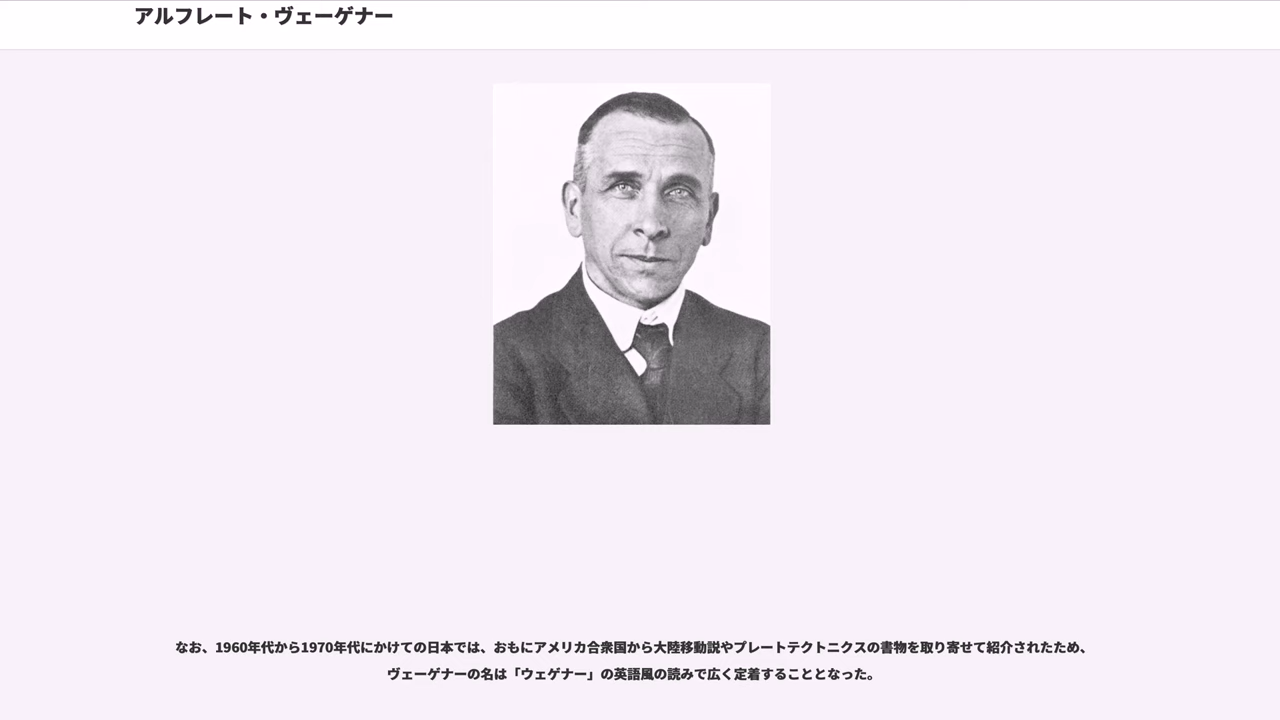 アルフレート・ヴェーゲナー
なお、1960年代から1970年代にかけての日本では、おもにアメリカ合衆国から大陸移動説やプレートテクトニクスの書物を取り寄せて紹介されたため、
ヴェーゲナーの名は「ウェゲナー」の英語風の読みで広く定着することとなった。